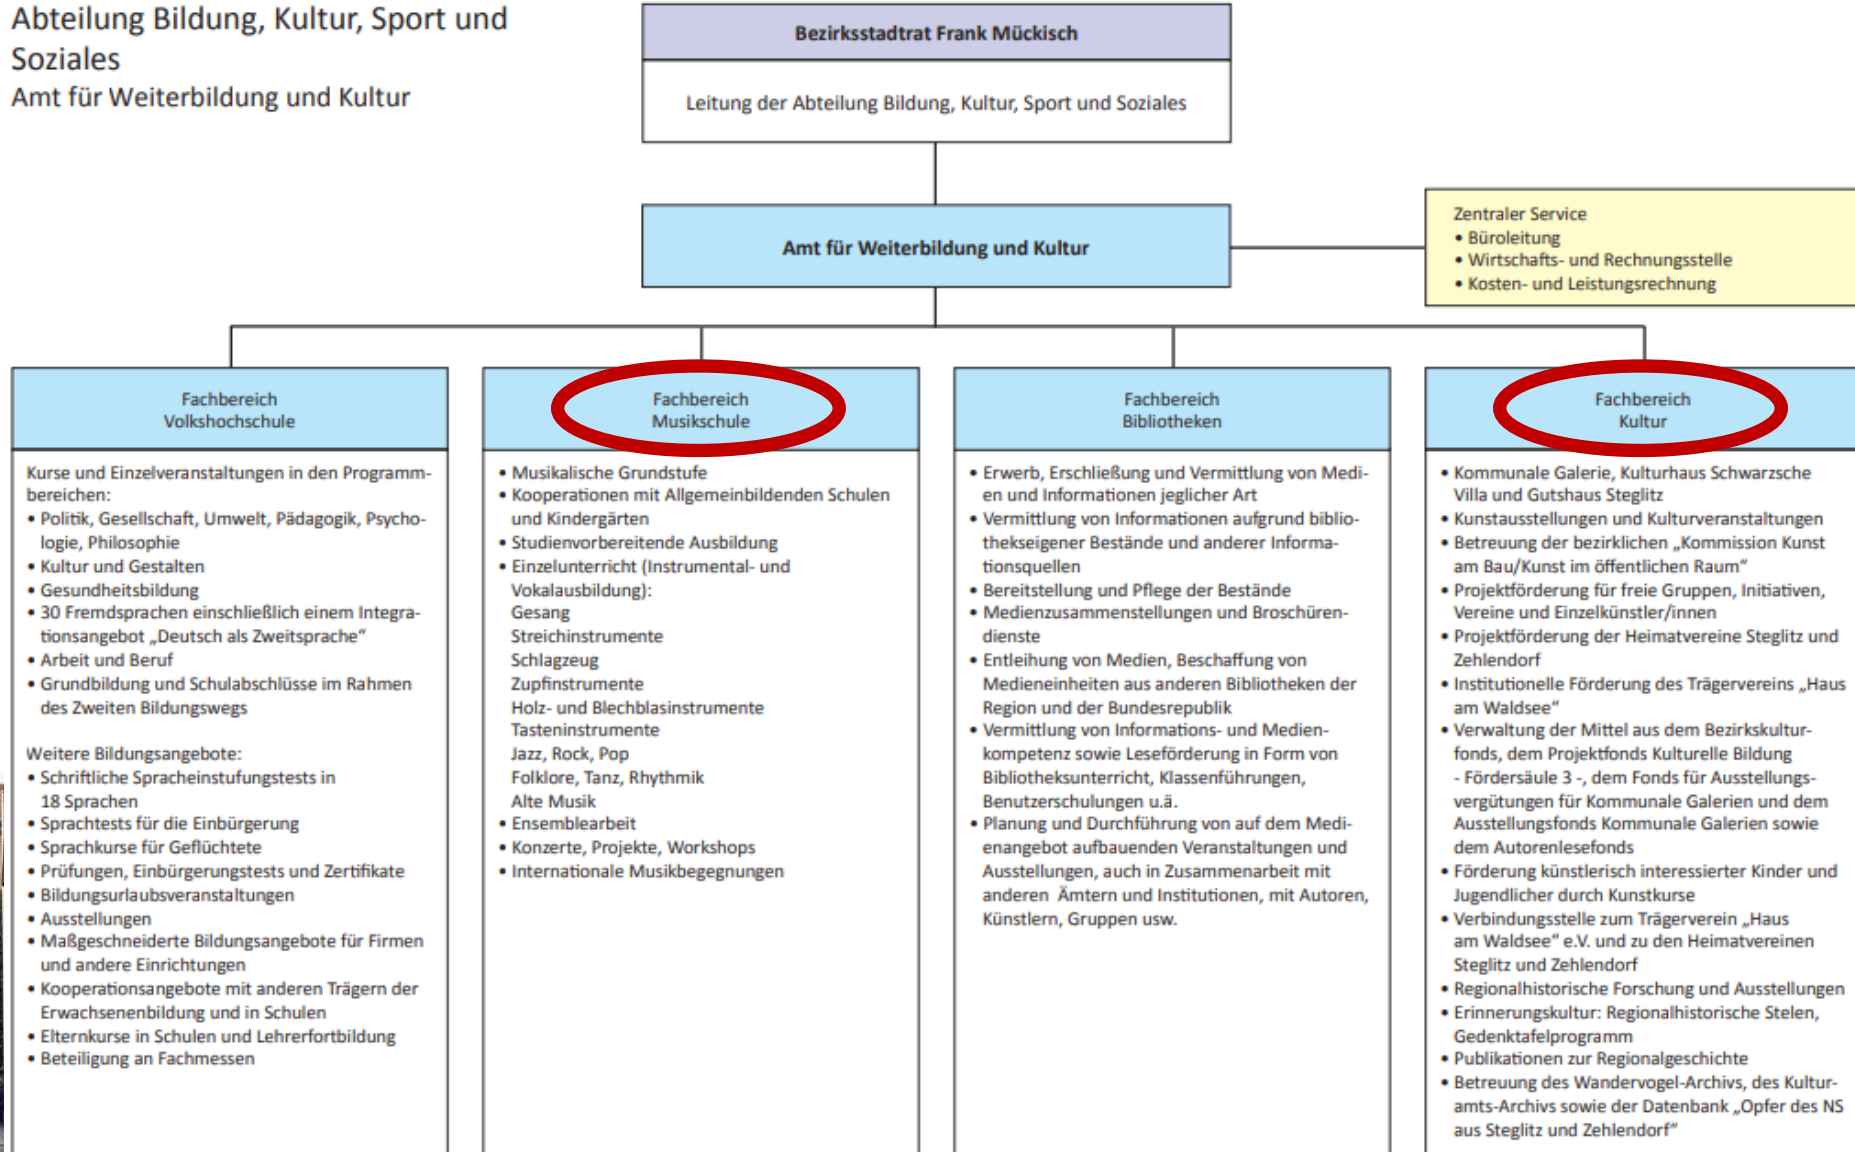 Abteilung Bildung, Kultur, Sport und
Soziales
Amt für Weiterbildung und Kultur
Bezirksstadtrat Frank Mückisch
Leitung der Abteilung Bildung, Kultur, Sport und Soziales
Amt für Weiterbildung und Kultur
Zentraler Service
• Büroleitung
• Wirtschafts- und Rechnungsstelle
• Kosten- und Leistungsrechnung
Fachbereich
Volkshochschule
Kurse und Einzelveranstaltungen in den Programm-
bereichen:
• Politik, Gesellschaft, Umwelt, Pädagogik, Psycho-
logie, Philosophie
• Kultur und Gestalten
• Gesundheitsbildung
• 30 Fremdsprachen einschließlich einem Integra-
tionsangebot „Deutsch als Zweitsprache“
• Arbeit und Beruf
• Grundbildung und Schulabschlüsse im Rahmen
des Zweiten Bildungswegs
Weitere Bildungsangebote:
• Schriftliche Spracheinstufungstests in
18 Sprachen
• Sprachtests für die Einbürgerung
• Sprachkurse für Geflüchtete
• Prüfungen, Einbürgerungstests und Zertifikate
• Bildungsurlaubsveranstaltungen
• Ausstellungen
• Maßgeschneiderte Bildungsangebote für Firmen
und andere Einrichtungen
• Kooperationsangebote mit anderen Trägern der
Erwachsenenbildung und in Schulen
• Elternkurse in Schulen und Lehrerfortbildung
• Beteiligung an Fachmessen
Fachbereich
Musikschule
• Musikalische Grundstufe
• Kooperationen mit Allgemeinbildenden Schulen
und Kindergärten
• Studienvorbereitende Ausbildung
• Einzelunterricht (Instrumental- und
Vokalausbildung):
Gesang
Streichinstrumente
Schlagzeug
Zupfinstrumente
Holz- und Blechblasinstrumente
Tasteninstrumente
Jazz, Rock, Pop
Folklore, Tanz, Rhythmik
Alte Musik
• Ensemblearbeit
• Konzerte, Projekte, Workshops
• Internationale Musikbegegnungen
Fachbereich
Bibliotheken
• Erwerb, Erschließung und Vermittlung von Medi-
en und Informationen jeglicher Art
• Vermittlung von Informationen aufgrund biblio-
thekseigener Bestände und anderer Informa-
tionsquellen
• Bereitstellung und Pflege der Bestände
• Medienzusammenstellungen und Broschüren-
dienste
• Entleihung von Medien, Beschaffung von
Medieneinheiten aus anderen Bibliotheken der
Region und der Bundesrepublik
• Vermittlung von Informations- und Medien-
kompetenz sowie Leseförderung in Form von
Bibliotheksunterricht, Klassenführungen,
Benutzerschulungen u.ä.
• Planung und Durchführung von auf dem Medi-
enangebot aufbauenden Veranstaltungen und
Ausstellungen, auch in Zusammenarbeit mit
anderen Ämtern und Institutionen, mit Autoren,
Künstlern, Gruppen usw.
Fachbereich
Kultur
• Kommunale Galerie, Kulturhaus Schwarzsche
Villa und Gutshaus Steglitz
• Kunstausstellungen und Kulturveranstaltungen
• Betreuung der bezirklichen „Kommission Kunst
am Bau/Kunst im öffentlichen Raum“
• Projektförderung für freie Gruppen, Initiativen,
Vereine und Einzelkünstler/innen
• Projektförderung der Heimatvereine Steglitz und
Zehlendorf
• Institutionelle Förderung des Trägervereins „Haus
am Waldsee“
• Verwaltung der Mittel aus dem Bezirkskultur-
fonds, dem Projektfonds Kulturelle Bildung
- Fördersäule 3 -, dem Fonds für Ausstellungs-
vergütungen für Kommunale Galerien und dem
Ausstellungsfonds Kommunale Galerien sowie
dem Autorenlesefonds
• Förderung künstlerisch interessierter Kinder und
Jugendlicher durch Kunstkurse
• Verbindungsstelle zum Trägerverein „Haus
am Waldsee“ e.V. und zu den Heimatvereinen
Steglitz und Zehlendorf
• Regionalhistorische Forschung und Ausstellungen
• Erinnerungskultur: Regionalhistorische Stelen,
Gedenktafelprogramm
• Publikationen zur Regionalgeschichte
• Betreuung des Wandervogel-Archivs, des Kultur-
amts-Archivs sowie der Datenbank „Opfer des NS
aus Steglitz und Zehlendorf“